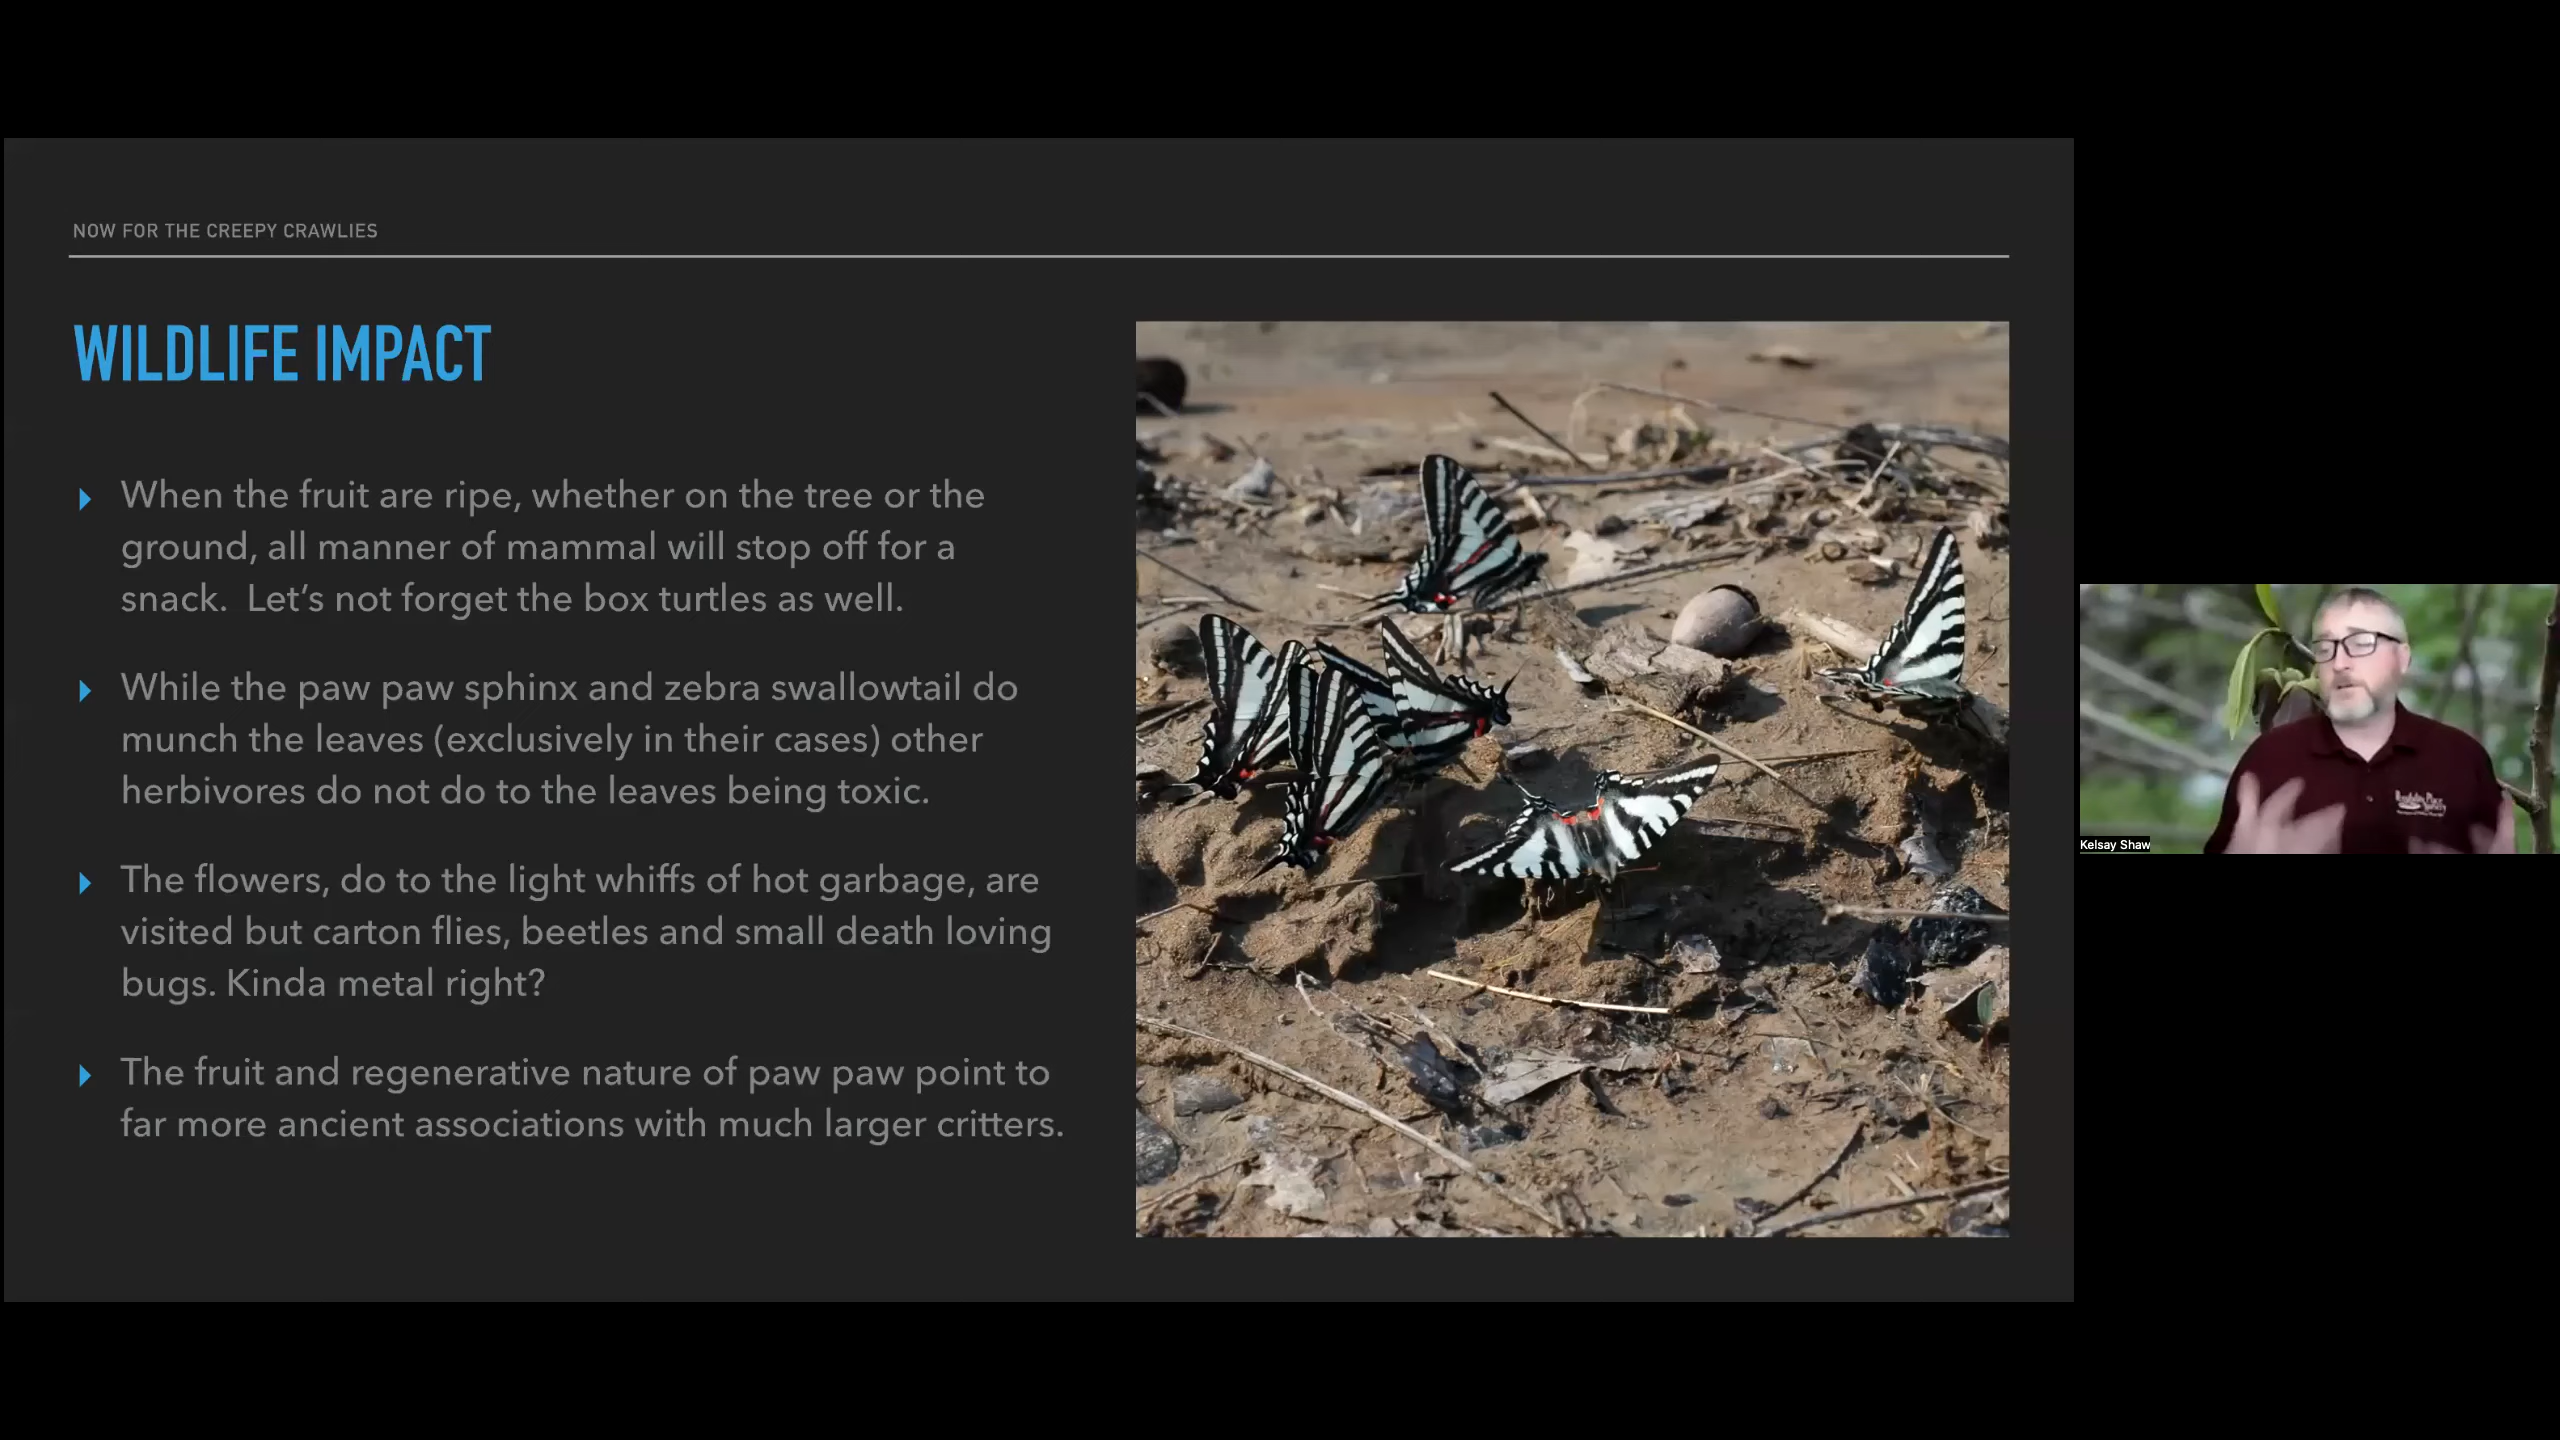 NOW FOR THE CREEPY CRAWLIES
WILDLIFE IMPACT
When the fruit are ripe, whether on the tree or the
ground, all manner of mammal will stop off for a
snack.  Let’s not forget the box turtles as well.
While the paw paw sphinx and zebra swallowtail do
munch the leaves (exclusively in their cases) other
herbivores do not do to the leaves being toxic.
The flowers, do to the light whiffs of hot garbage, are
visited but carton flies, beetles and small death loving
bugs. Kinda metal right?
The fruit and regenerative nature of paw paw point to
far more ancient associations with much larger critters.
Kelsay Shaw